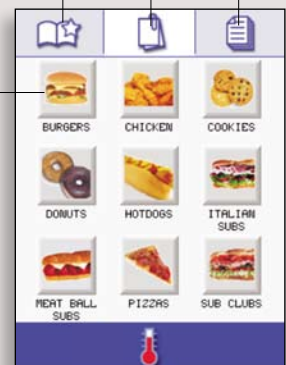 BURGERS
CHICKEN
COOKIES
DONUTS
HOTDOGS
ITALIAN
SUBS
MEAT BALL
SUBS
PIZZAS
SUB CLUBS